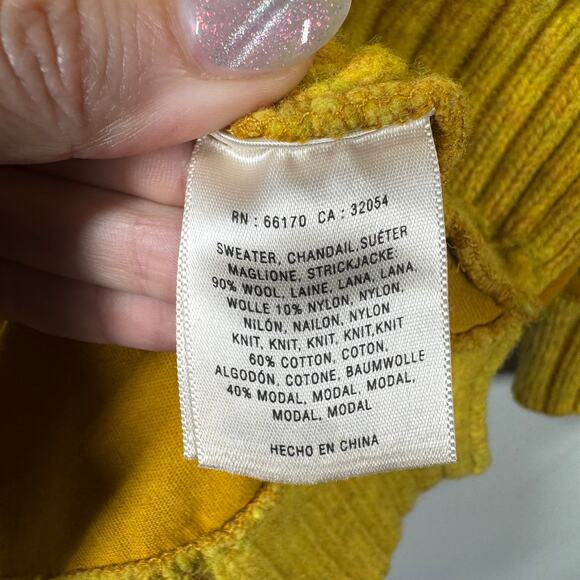 RN : 66170 CA : 32054
SWEATER, CHANDAIL,SUÉTER
MAGLIONE, STRICKJACKE:
90% WOOL, LAINE, LANA, LANA,
WOLLE 10% NYLON, NYLON,
NILÓN, NAILON, NYLON
KNIT, KNIT, KNIT, KNIT,KNIT
60% COTTON, COTON,
ALGODÓN, COTONE, BAUMWOLLE
40% MODAL, MODAL, MODAL,
MODAL, MODAL
HECHO EN CHINA